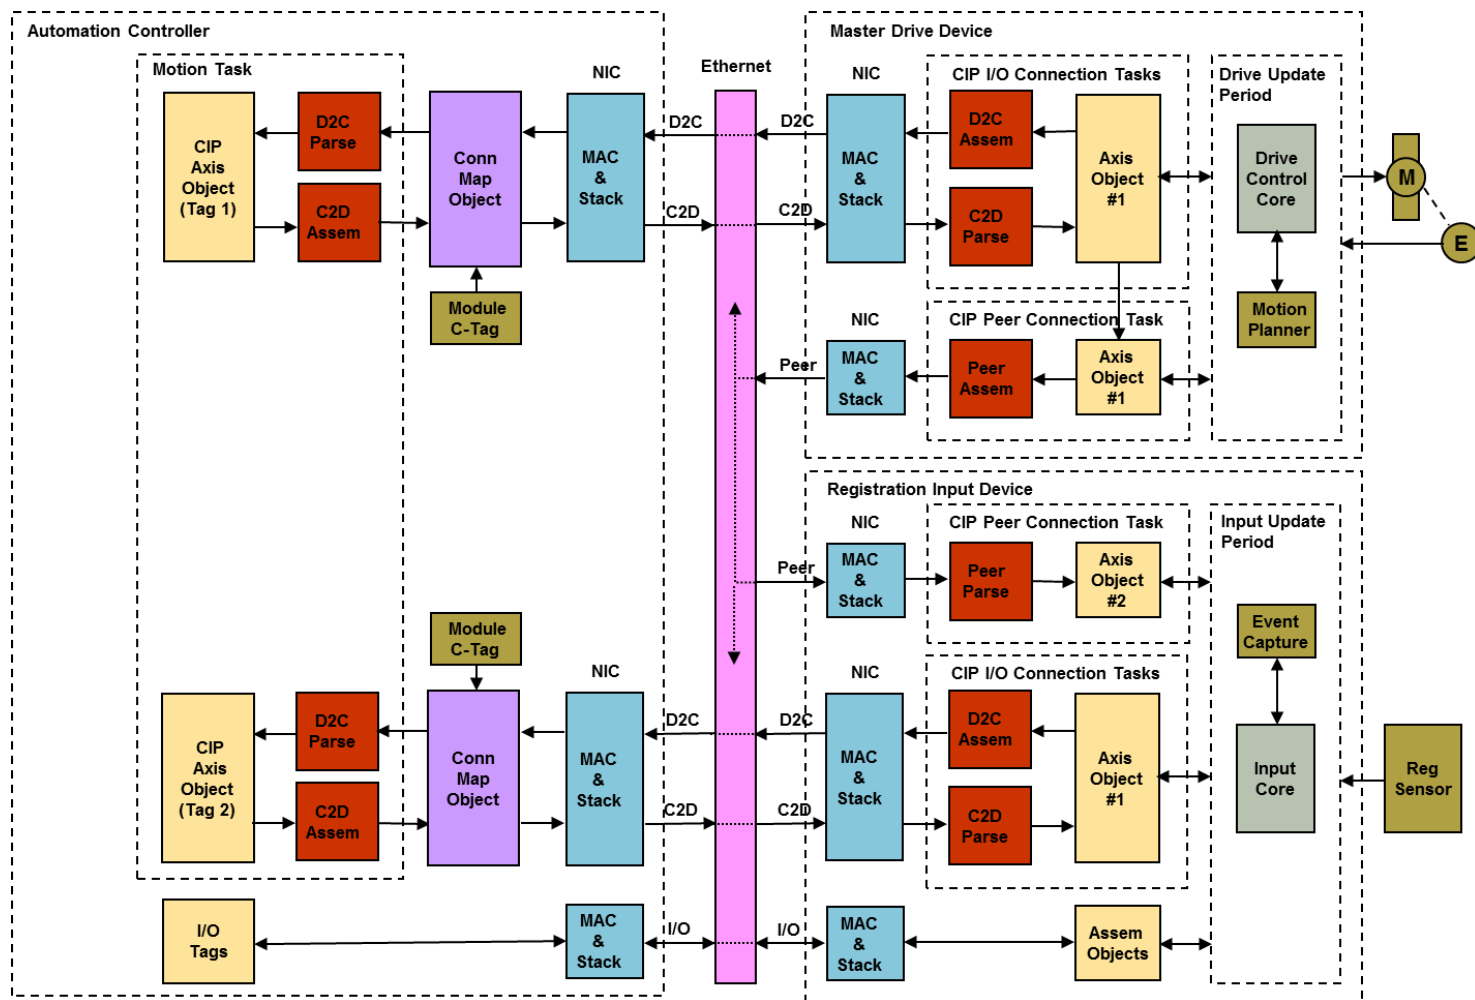 Automation Controller
Motion Task
CIP
Axis
Object
(Tag 1)
D2C
Parse
C2D
Assem
Conn
Map
Object
Module
C-Tag
NIC
MAC
&
Stack
D2C
C2D
Ethernet
Master Drive Device
D2C
C2D
NIC
MAC
&
Stack
CIP I/O Connection Tasks
D2C
Assem
C2D
Parse
Axis
Object
#1
Drive Update
Period
Drive
Control
Core
Motion
Planner
M
E
Peer
NIC
MAC
&
Stack
CIP Peer Connection Task
Peer
Assem
Axis
Object
#1
Registration Input Device
Peer
NIC
MAC
&
Stack
CIP Peer Connection Task
Peer
Parse
Axis
Object
#2
Input Update
Period
Event
Capture
Input
Core
Reg
Sensor
Module
C-Tag
CIP
Axis
Object
(Tag 2)
D2C
Parse
C2D
Assem
Conn
Map
Object
NIC
MAC
&
Stack
D2C
C2D
D2C
C2D
NIC
MAC
&
Stack
CIP I/O Connection Tasks
D2C
Assem
C2D
Parse
Axis
Object
#1
I/O
Tags
MAC
&
Stack
I/O
I/O
MAC
&
Stack
Assem
Objects